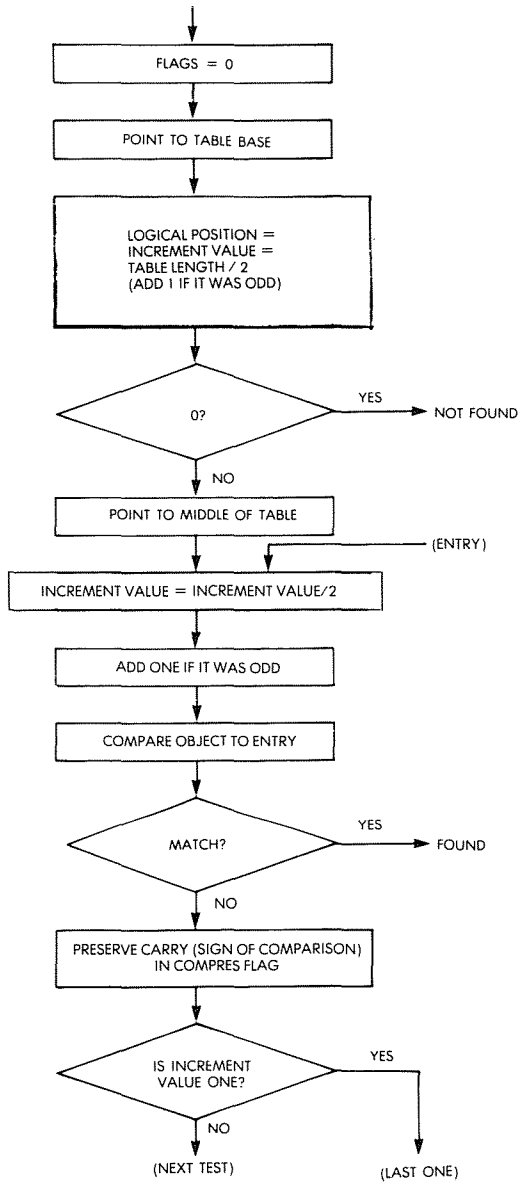 FLAGS = 0
POINT TO TABLE BASE
LOGICAL POSITION =
INCREMENT VALUE =
TABLE LENGTH / 2
(ADD 1 IF IT WAS ODD)
0?
YES
NOT FOUND
NO
POINT TO MIDDLE OF TABLE
(ENTRY)
INCREMENT VALUE = INCREMENT VALUE/2
ADD ONE IF IT WAS ODD
COMPARE OBJECT TO ENTRY
MATCH?
YES
FOUND
NO
PRESERVE CARRY (SIGN OF COMPARISON)
IN COMPRES FLAG
IS INCREMENT
VALUE ONE?
YES
NO
(NEXT TEST)
(LAST ONE)